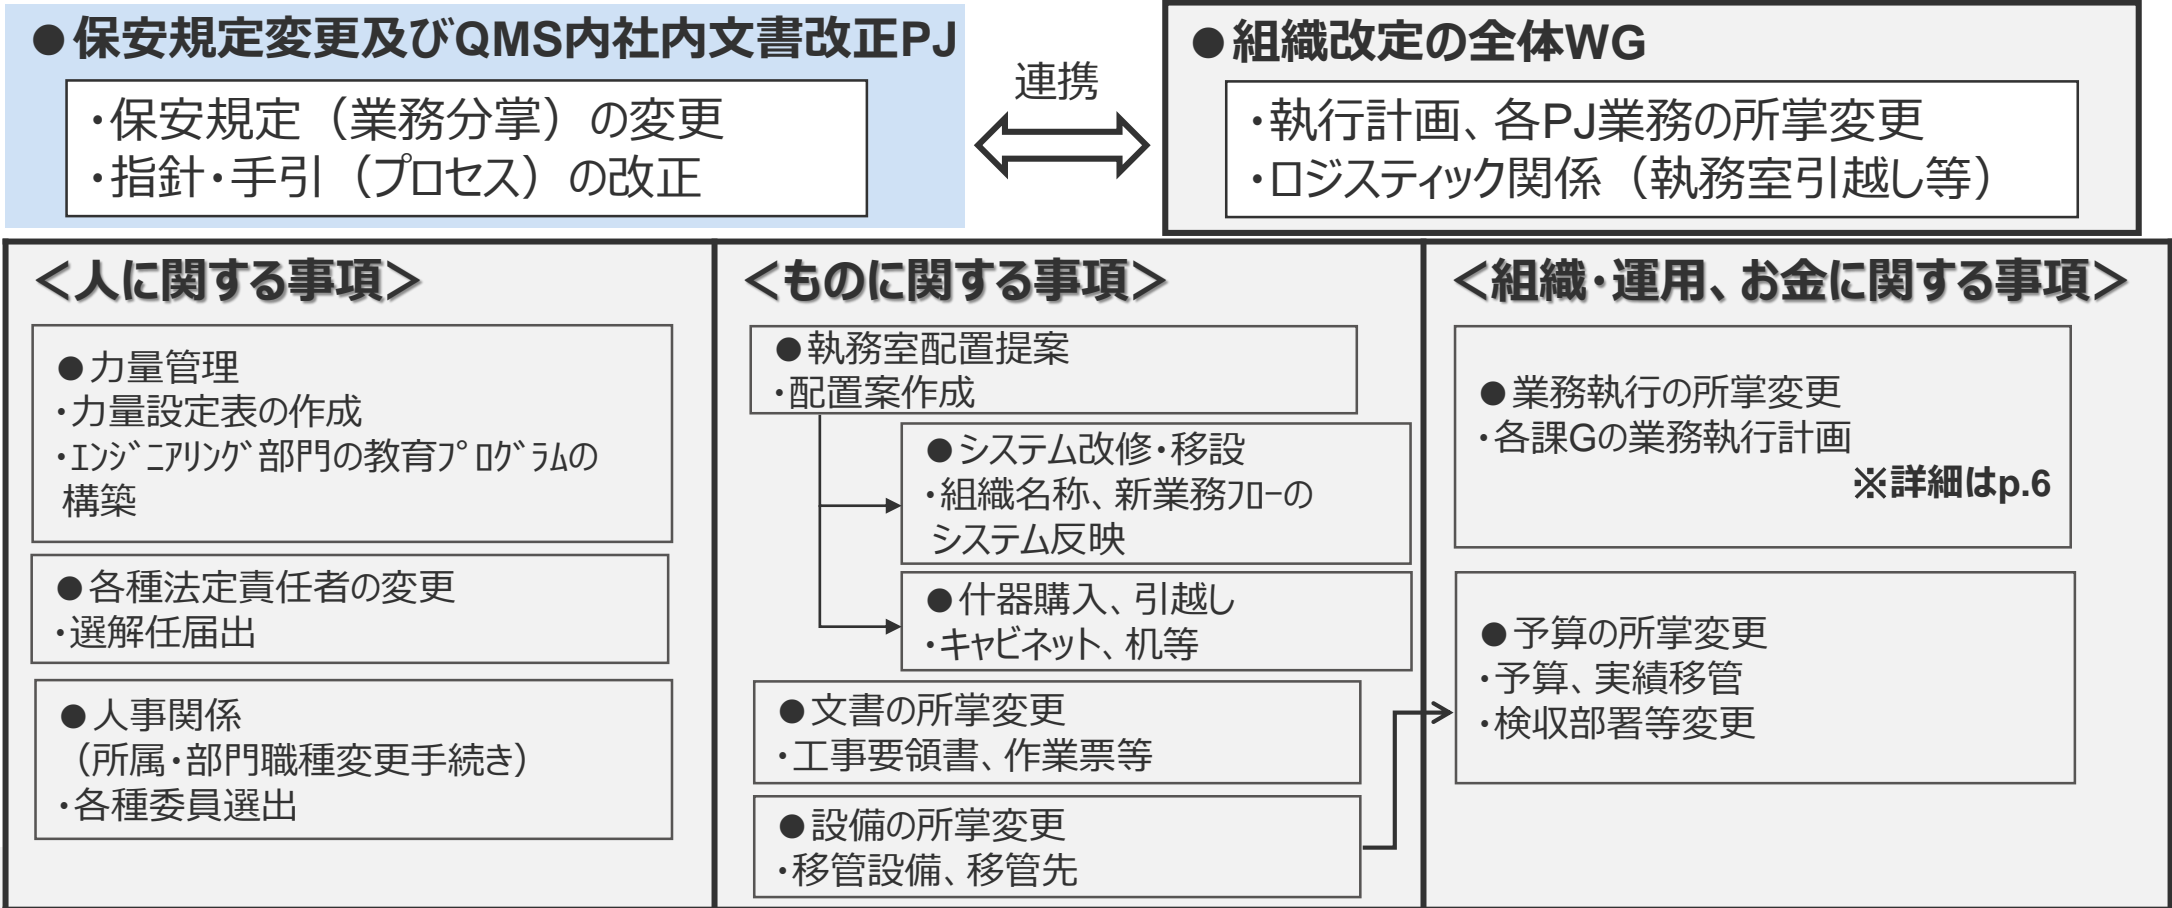 ●保安規定変更及びQMS内社内文書改正PJ
・保安規定（業務分掌）の変更
・指針・手引（プロセス）の改正
連携
●組織改定の全体WG
・執行計画、各PJ業務の所掌変更
・ロジスティック関係（執務室引越し等）
＜人に関する事項＞
●力量管理
・力量設定表の作成
・ｴﾝｼﾞﾆｱﾘﾝｸﾞ部門の教育ﾌﾟﾛｸﾞﾗﾑの
構築
●各種法定責任者の変更
・選解任届出
●人事関係
（所属・部門職種変更手続き）
・各種委員選出
＜ものに関する事項＞
●執務室配置提案
・配置案作成
●システム改修・移設
・組織名称、新業務ﾌﾛｰの
システム反映
●什器購入、引越し
・キャビネット、机等
●文書の所掌変更
・工事要領書、作業票等
●設備の所掌変更
・移管設備、移管先
＜組織・運用、お金に関する事項＞
●業務執行の所掌変更
・各課Gの業務執行計画
※詳細はp.6
●予算の所掌変更
・予算、実績移管
・検収部署等変更